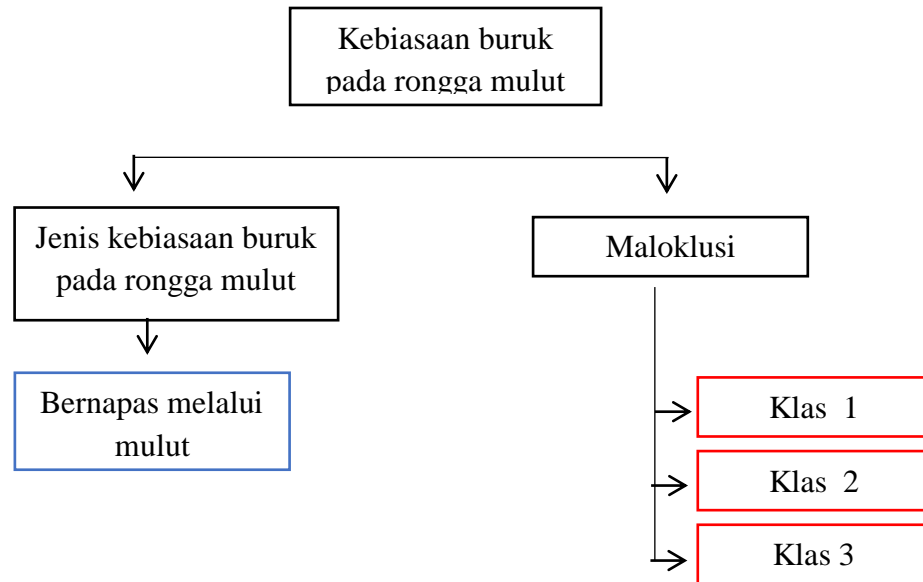 Kebiasaan buruk
pada rongga mulut
Jenis kebiasaan buruk
pada rongga mulut
Maloklusi
Bernapas melalui
mulut
Klas 1
Klas 2
Klas 3